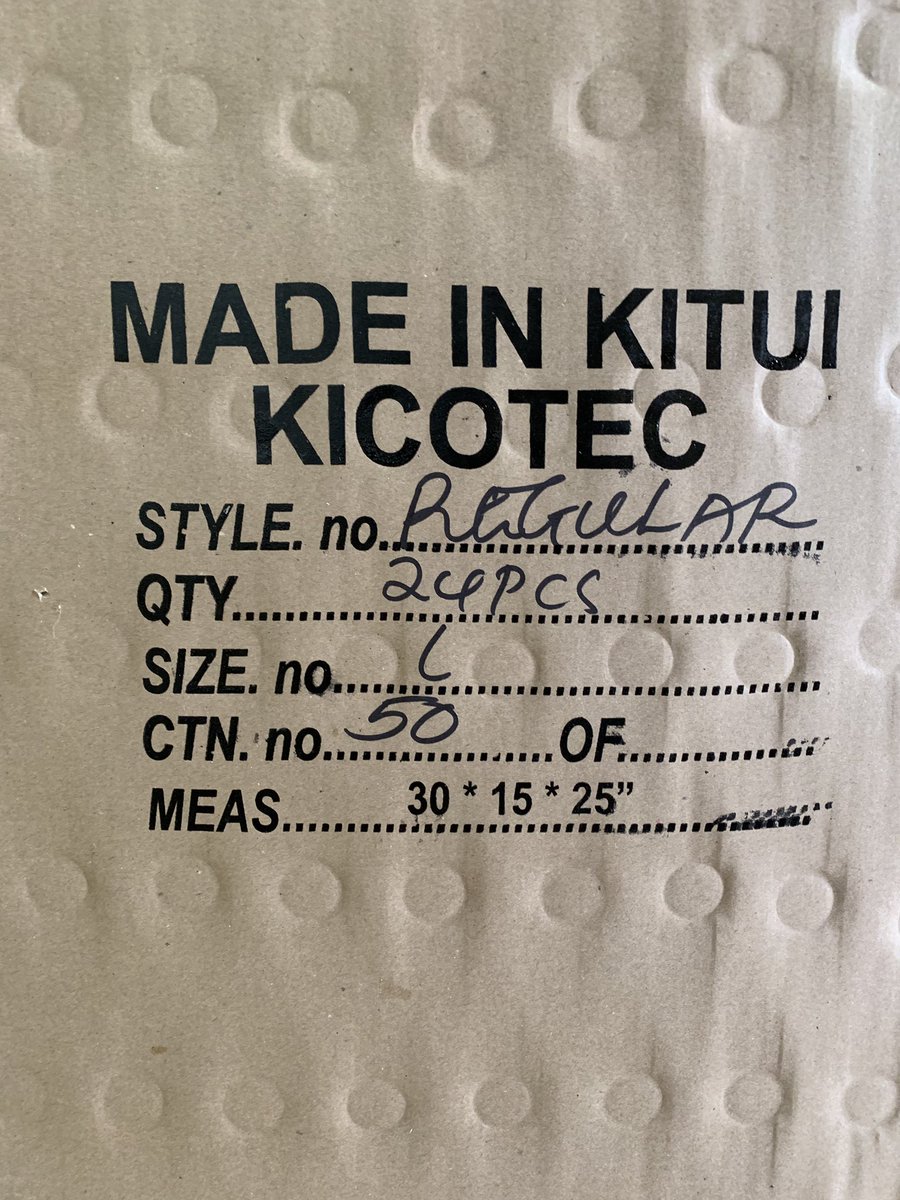 MADE IN KITUI
KICOTEC
STYLE. no. REGULAR
QTY 24PCS
SIZE. no. L
CTN. no. 50 OF
MEAS 30 * 15 * 25”